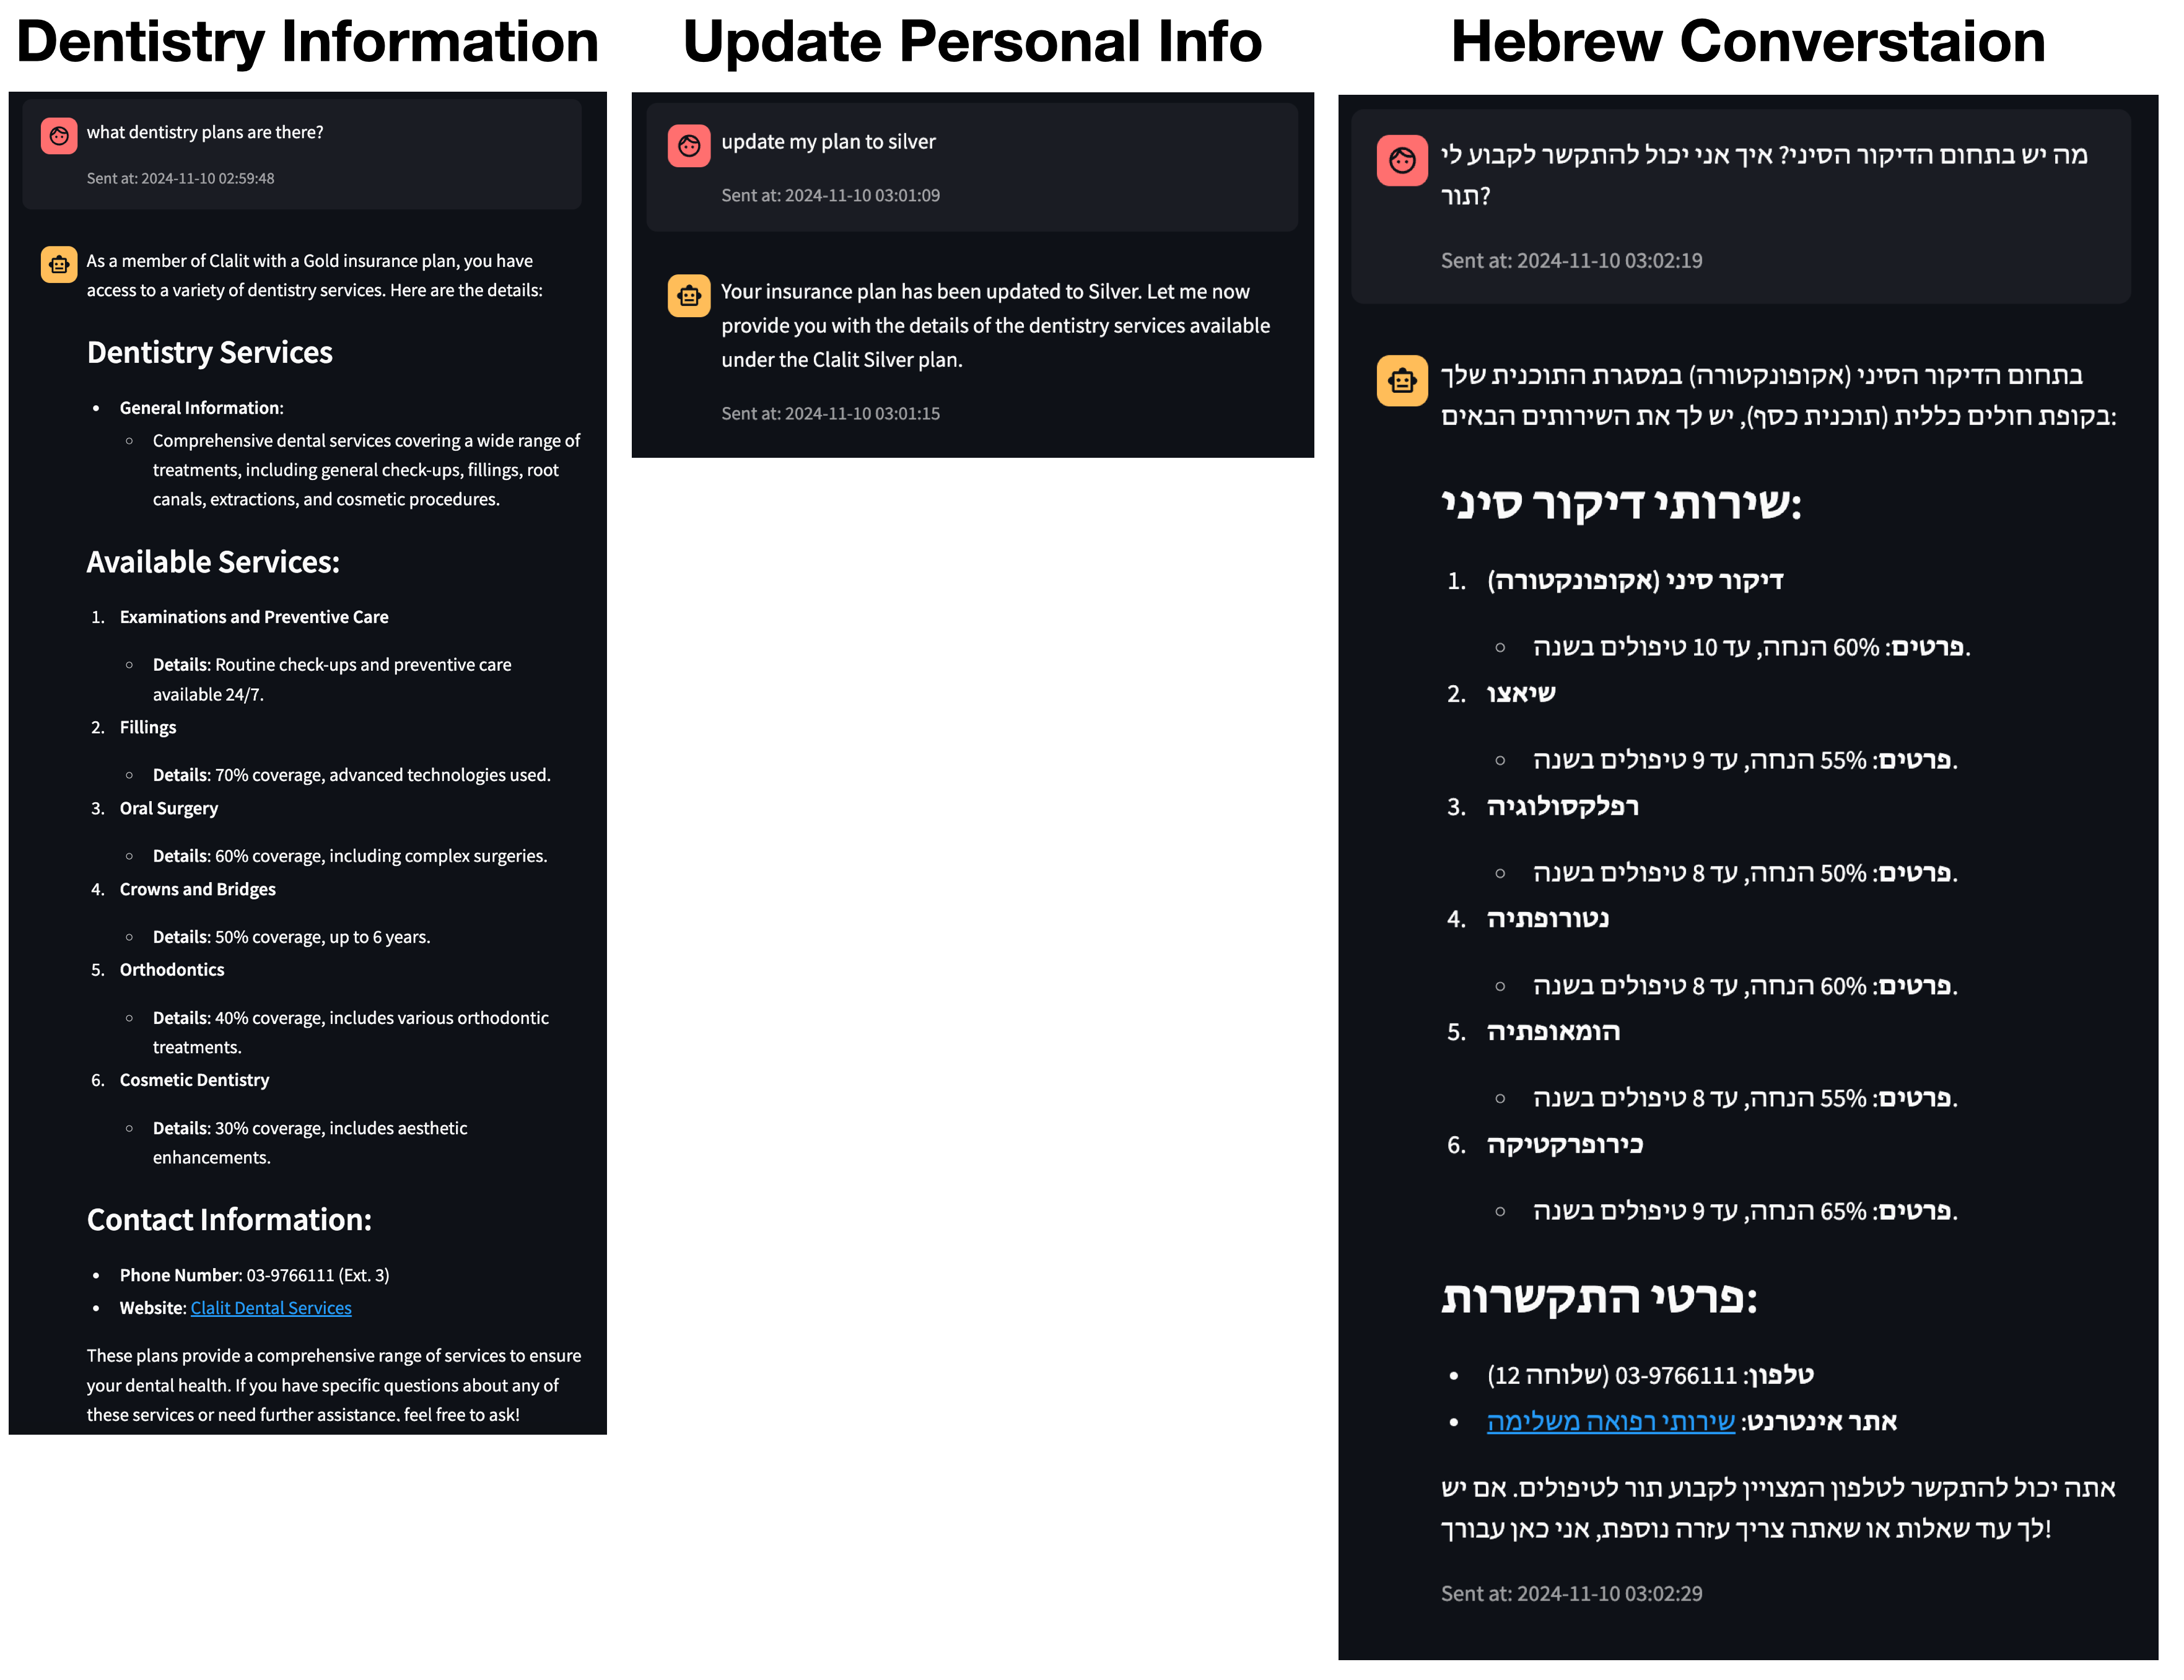 Dentistry Information
what dentistry plans are there?
Sent at: 2024-11-10 02:59:48
As a member of Clalit with a Gold insurance plan, you have
access to a variety of dentistry services. Here are the details:
Dentistry Services
• General Information:
◦ Comprehensive dental services covering a wide range of
treatments, including general check-ups, fillings, root
canals, extractions, and cosmetic procedures.
Available Services:
1. Examinations and Preventive Care
◦ Details: Routine check-ups and preventive care
available 24/7.
2. Fillings
◦ Details: 70% coverage, advanced technologies used.
3. Oral Surgery
◦ Details: 60% coverage, including complex surgeries.
4. Crowns and Bridges
◦ Details: 50% coverage, up to 6 years.
5. Orthodontics
◦ Details: 40% coverage, includes various orthodontic
treatments.
6. Cosmetic Dentistry
◦ Details: 30% coverage, includes aesthetic
enhancements.
Contact Information:
• Phone Number: 03-9766111 (Ext. 3)
• Website: Clalit Dental Services
These plans provide a comprehensive range of services to ensure
your dental health. If you have specific questions about any of
these services or need further assistance, feel free to ask!
Update Personal Info
update my plan to silver
Sent at: 2024-11-10 03:01:09
Your insurance plan has been updated to Silver. Let me now
provide you with the details of the dentistry services available
under the Clalit Silver plan.
Sent at: 2024-11-10 03:01:15
Hebrew Converstaion
מה יש בתחום הדיקור הסיני? איך אני יכול להתקשר לקבוע לי
תור?
Sent at: 2024-11-10 03:02:19
בתחום הדיקור הסיני (אקופונקטורה) במסגרת התוכנית שלך
בקופת חולים כללית (תוכנית כסף), יש לך את השירותים הבאים:
שירותי דיקור סיני:
1. דיקור סיני (אקופונקטורה)
◦ פרטים: 60% הנחה, עד 10 טיפולים בשנה.
2. שיאצו
◦ פרטים: 55% הנחה, עד 9 טיפולים בשנה.
3. רפלקסולוגיה
◦ פרטים: 50% הנחה, עד 8 טיפולים בשנה.
4. נטורופתיה
◦ פרטים: 60% הנחה, עד 8 טיפולים בשנה.
5. הומאופתיה
◦ פרטים: 55% הנחה, עד 8 טיפולים בשנה.
6. כירופרקטיקה
◦ פרטים: 65% הנחה, עד 9 טיפולים בשנה.
פרטי התקשרות:
• טלפון: 03-9766111 (שלוחה 12)
• אתר אינטרנט: שירותי רפואה משלימה
אתה יכול להתקשר לטלפון המצויין לקבוע תור לטיפולים. אם יש
לך עוד שאלות או שאתה צריך עזרה נוספת, אני כאן עבורך!
Sent at: 2024-11-10 03:02:29